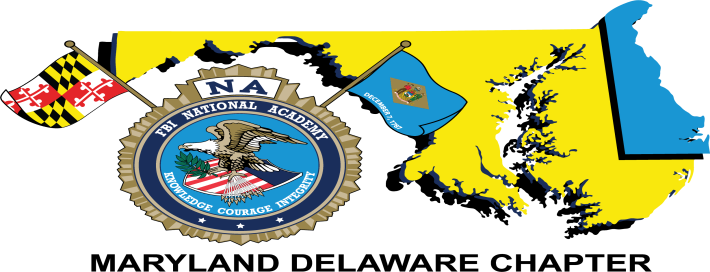 NA
FBI NATIONAL ACADEMY
KNOWLEDGE COURAGE INTEGRITY
DECEMBER 7, 1787
MARYLAND DELAWARE CHAPTER